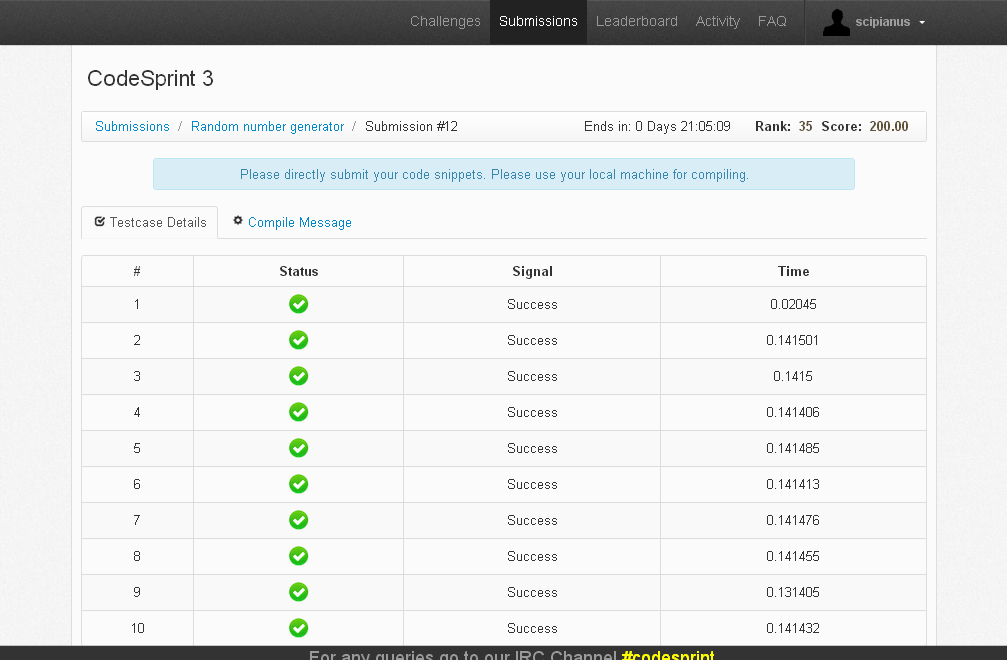 Challenges Submissions Leaderboard Activity FAQ scipianus
CodeSprint 3
Submissions / Random number generator / Submission #12 Ends in: 0 Days 21:05:09 Rank: 35 Score: 200.00
Please directly submit your code snippets. Please use your local machine for compiling.
Testcase Details Compile Message
# Status Signal Time
1 Success 0.02045
2 Success 0.141501
3 Success 0.1415
4 Success 0.141406
5 Success 0.141485
6 Success 0.141413
7 Success 0.141476
8 Success 0.141455
9 Success 0.131405
10 Success 0.141432
For any queries go to our IRC Channel #codesprint